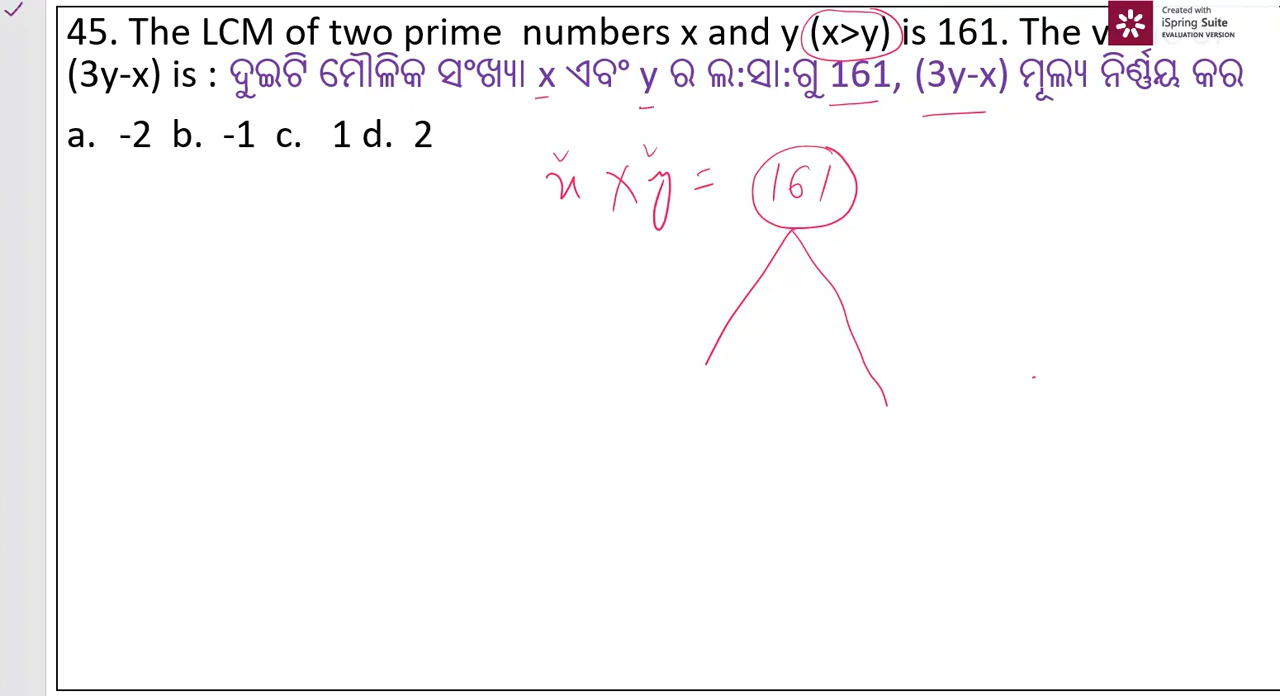 45. The LCM of two prime numbers x and y (x>y) is 161. The
(3y-x) is : ଦୁଇଟି ମୌଳିକ ସଂଖ୍ୟା x ଏବଂ y ର ଲ:ସା:ଗୁ 161, (3y-x) ମୂଲ୍ୟ ନିର୍ଣ୍ଣୟ କର
a. -2 b. -1 c. 1 d. 2
x × y = 161
Created with
iSpring Suite
EVALUATION VERSION